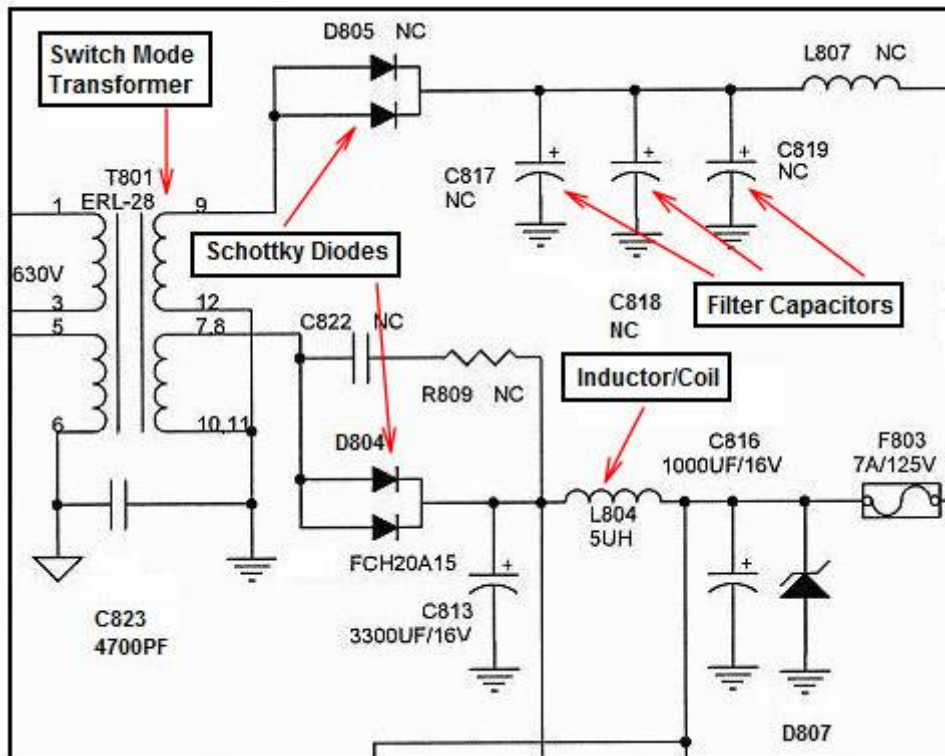 D805 NC
Switch Mode
Transformer
L807 NC
T801
ERL-28
1
9
C817
NC
C819
NC
Schottky Diodes
630V
3
12
5
7,8
C822 NC
C818
NC
Filter Capacitors
R809 NC
Inductor/Coil
6
10,11
D804
C816
1000UF/16V
F803
7A/125V
L804
5UH
FCH20A15
C813
3300UF/16V
C823
4700PF
D807